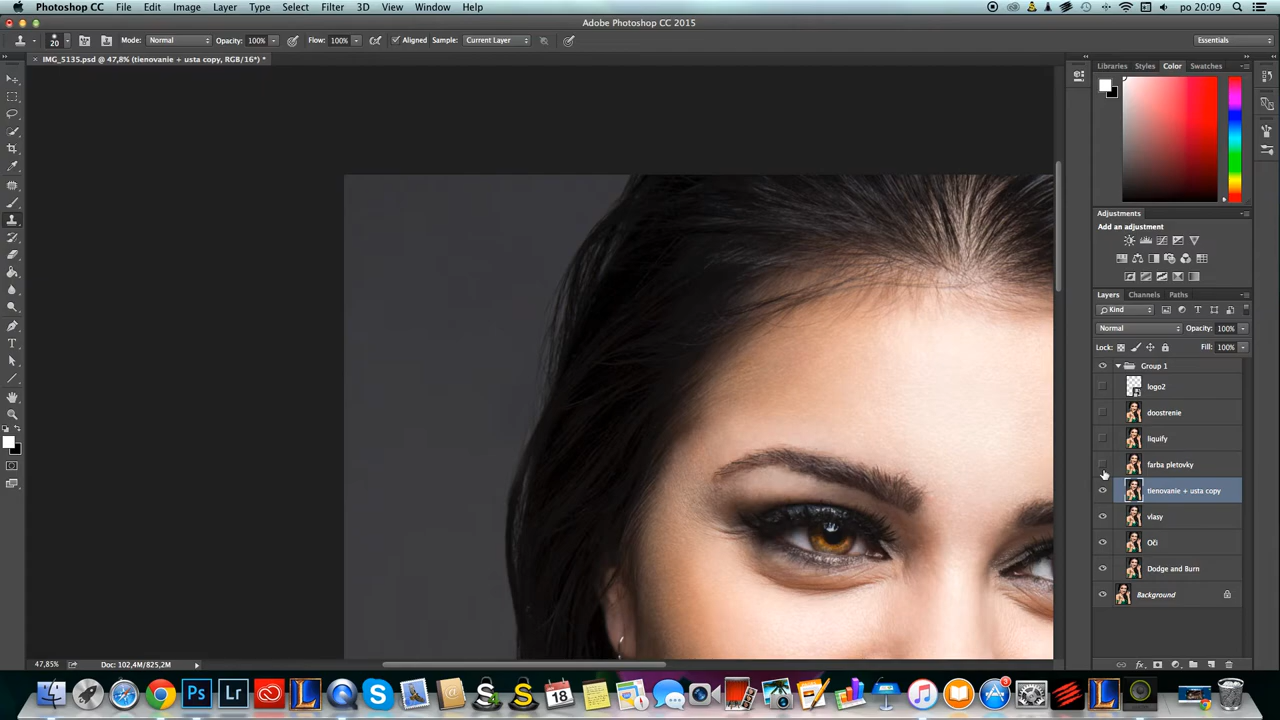 Photoshop CC File Edit Image Layer Type Select Filter 3D View Window Help po 20:09
Adobe Photoshop CC 2015
20 Mode: Normal Opacity: 100% Flow: 100% Aligned Sample: Current Layer Essentials
× IMG_5135.psd @ 47,8% (tienovanie + usta copy, RGB/16*) *
Libraries Styles Color Swatches
Adjustments
Add an adjustment
Layers Channels Paths
Kind
Normal Opacity: 100%
Lock: Fill: 100%
Group 1
logo2
doostrenie
liquify
farba pletovky
tienovanie + usta copy
vlasy
Oči
Dodge and Burn
Background
47,85% Doc: 102,4M/825,2M